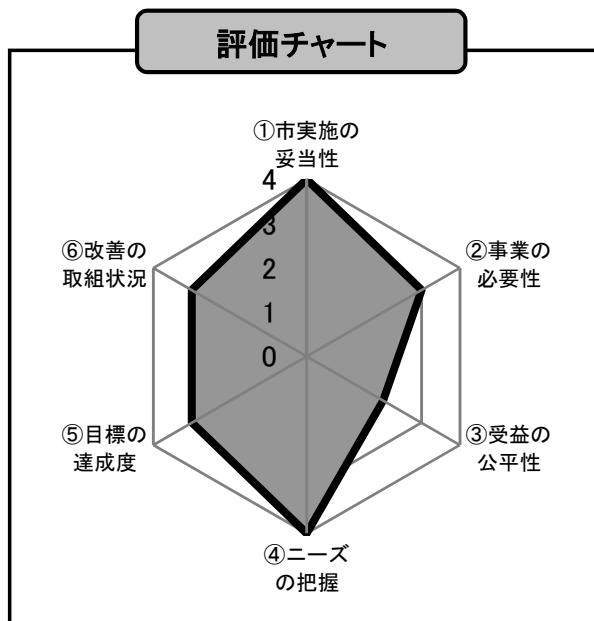 評価チャート
①市実施の
妥当性
4
3
2
1
0
②事業の
必要性
③受益の
公平性
④ニーズ
の把握
⑤目標の
達成度
⑥改善の
取組状況